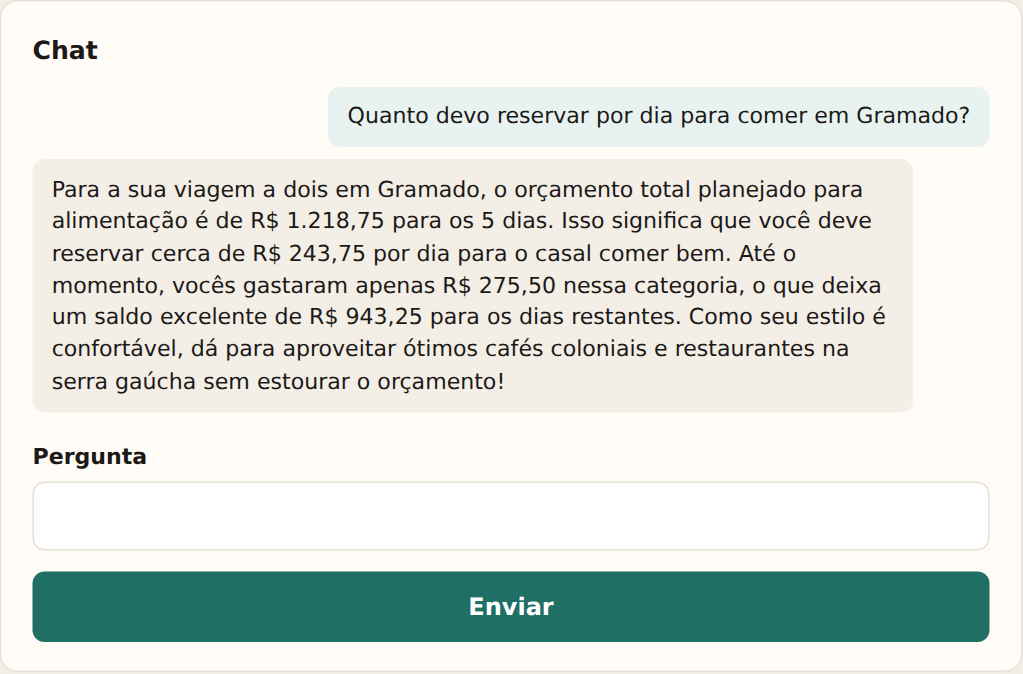 Chat
Quanto devo reservar por dia para comer em Gramado?
Para a sua viagem a dois em Gramado, o orçamento total planejado para
alimentação é de R$ 1.218,75 para os 5 dias. Isso significa que você deve
reservar cerca de R$ 243,75 por dia para o casal comer bem. Até o
momento, vocês gastaram apenas R$ 275,50 nessa categoria, o que deixa
um saldo excelente de R$ 943,25 para os dias restantes. Como seu estilo é
confortável, dá para aproveitar ótimos cafés coloniais e restaurantes na
serra gaúcha sem estourar o orçamento!
Pergunta
Enviar